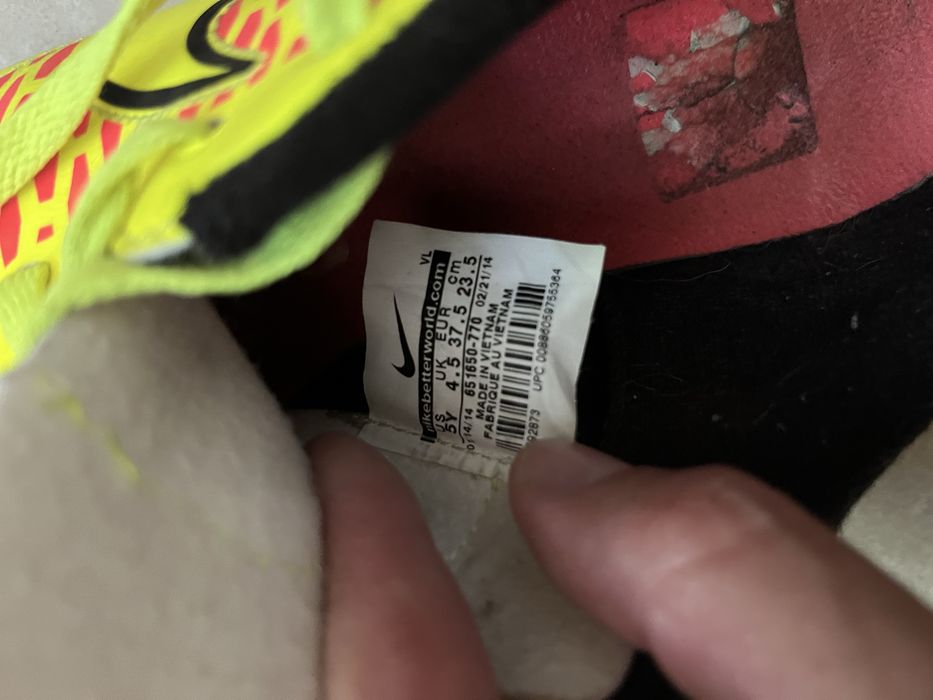 VL
nikebetterworld.com
US UK EUR cm
5Y 4.5 37.5 23.5
01/14/14 651650-770 02/21/14
MADE IN VIETNAM
FABRIQUE AU VIETNAM
UPC 00886059755364